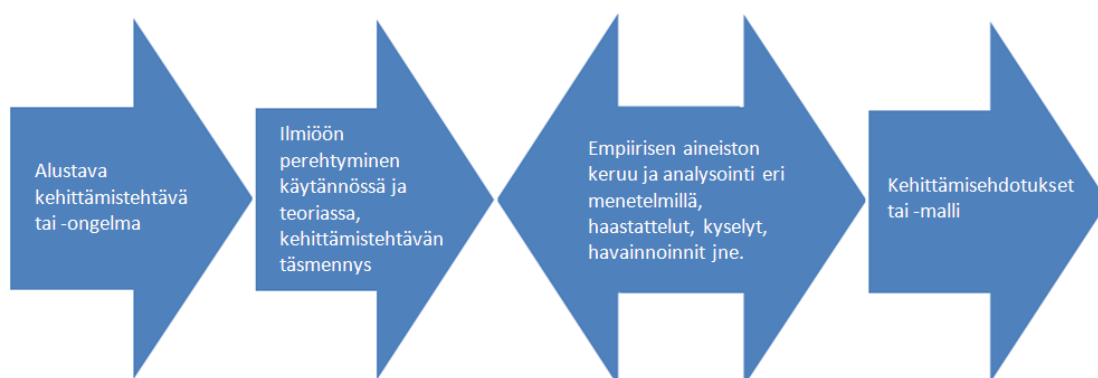 Alustava
kehittämistehtävä
tai -ongelma
Ilmiöön
perehtyminen
käytännössä ja
teoriassa,
kehittämistehtävän
täsmennys
Empiirisen aineiston
keruu ja analysointi eri
menetelmillä,
haastattelut, kyselyt,
havainnoinnit jne.
Kehittämisehdotukset
tai -malli